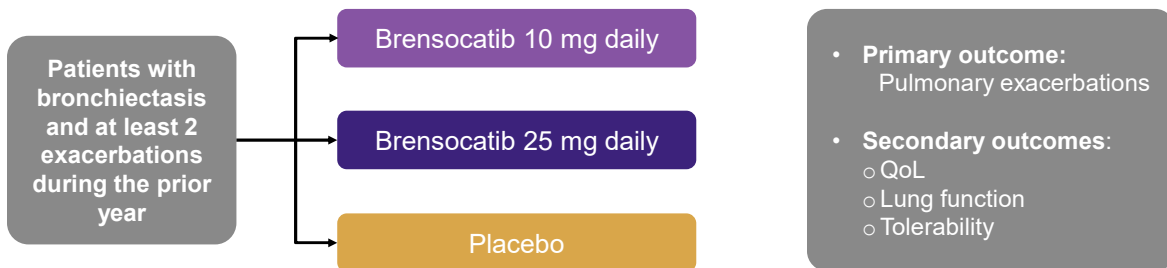 Patients with
bronchiectasis
and at least 2
exacerbations
during the prior
year
Brensocatib 10 mg daily
Brensocatib 25 mg daily
Placebo
• Primary outcome:
Pulmonary exacerbations
• Secondary outcomes:
o QoL
o Lung function
o Tolerability